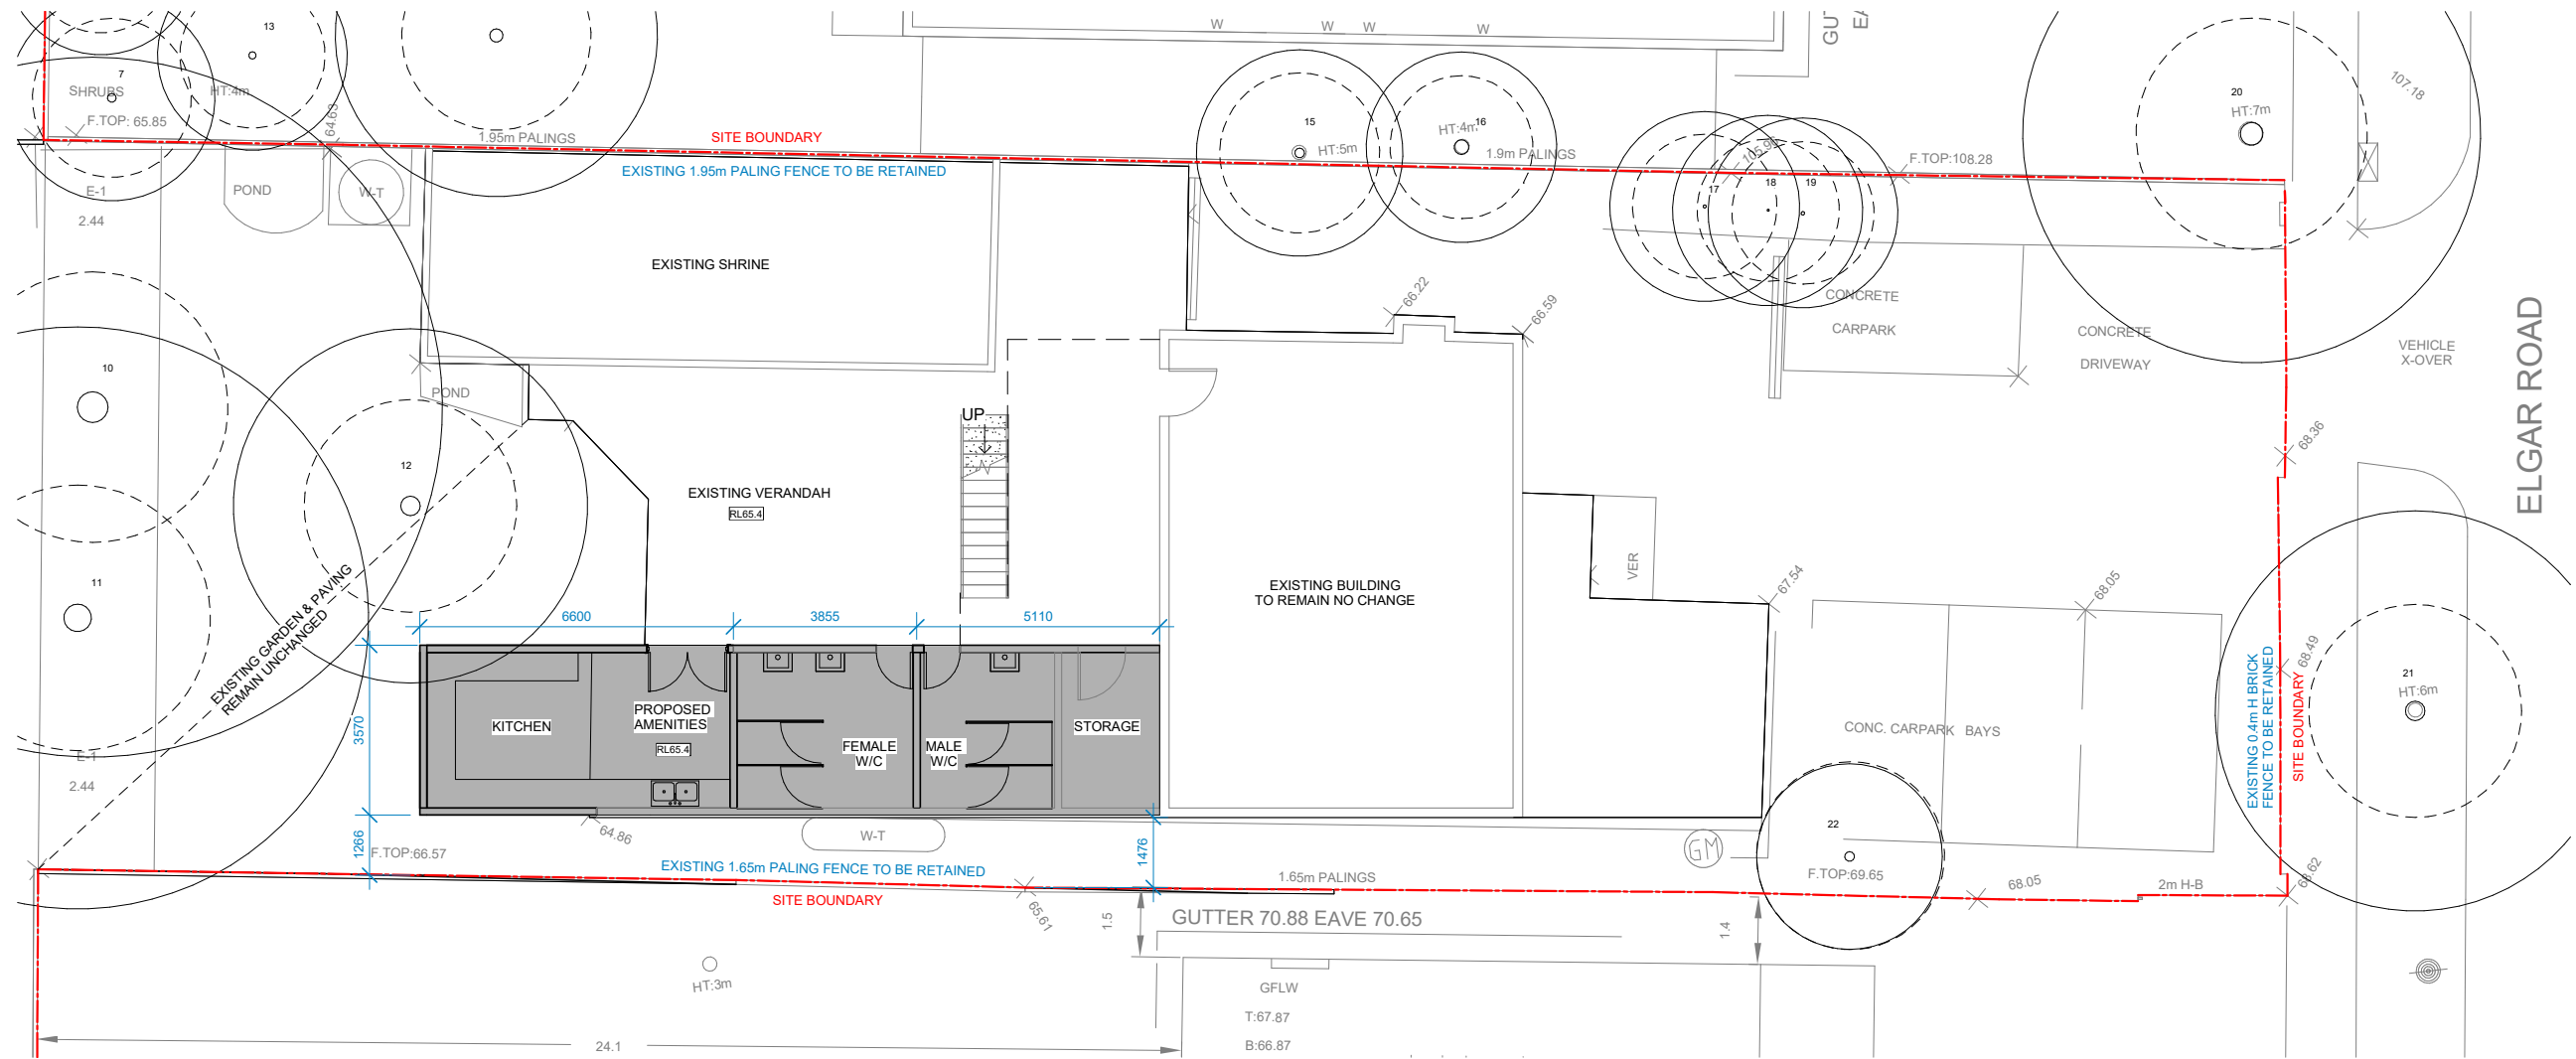 W
W
W
W
GUT
EA
13
7
SHRUBS
HT:4m
F.TOP: 65.85
64.63
1.95m PALINGS
SITE BOUNDARY
EXISTING 1.95m PALING FENCE TO BE RETAINED
15
HT:5m
HT:4m
16
1.9m PALINGS
105.96
F.TOP:108.28
17
18
19
20
HT:7m
107.18
E-1
2.44
POND
W-T
EXISTING SHRINE
66.22
66.59
CONCRETE
CARPARK
CONCRETE
DRIVEWAY
VEHICLE
X-OVER
ELGAR ROAD
10
POND
UP
12
EXISTING VERANDAH
RL65.4
68.36
11
EXISTING GARDEN & PAVING
REMAIN UNCHANGED
VER
EXISTING BUILDING
TO REMAIN NO CHANGE
67.54
68.05
6600
3855
5110
68.49
EXISTING 0.4m H BRICK
FENCE TO BE RETAINED
SITE BOUNDARY
21
HT:6m
3570
KITCHEN
PROPOSED
AMENITIES
RL65.4
FEMALE
W/C
MALE
W/C
STORAGE
CONC. CARPARK BAYS
E-1
2.44
1266
F.TOP:66.57
64.86
W-T
1476
GM
22
F.TOP:69.65
EXISTING 1.65m PALING FENCE TO BE RETAINED
SITE BOUNDARY
65.61
1.65m PALINGS
68.05
2m H-B
68.62
1.5
GUTTER 70.88 EAVE 70.65
1.4
HT:3m
GFLW
T:67.87
B:66.87
24.1